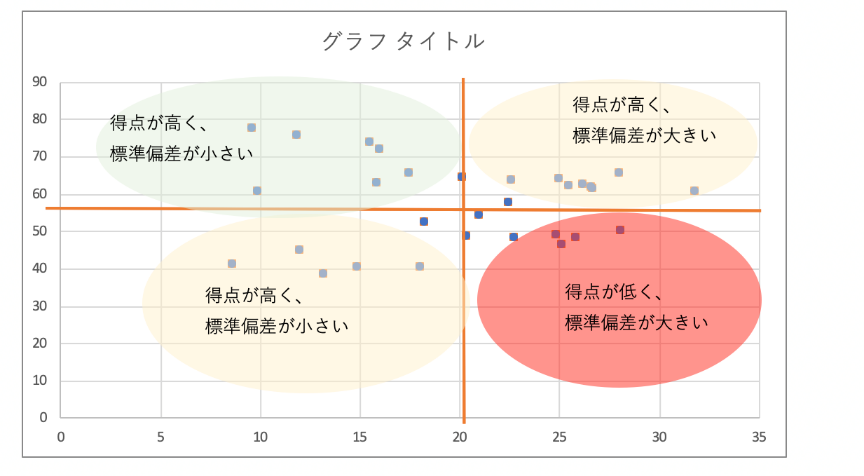 グラフ タイトル
90
80
70
60
50
40
30
20
10
0
得点が高く、
標準偏差が小さい
得点が高く、
標準偏差が大きい
得点が高く、
標準偏差が小さい
得点が低く、
標準偏差が大きい
0 5 10 15 20 25 30 35